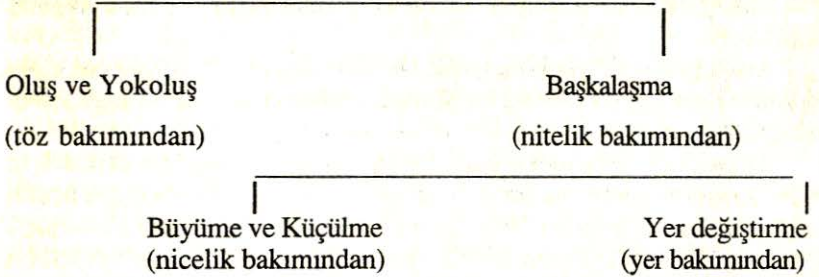 Oluş ve Yokoluş Başkalaşma
(töz bakımından) (nitelik bakımından)
Büyüme ve Küçülme Yer değiştirme
(nicelik bakımından) (yer bakımından)